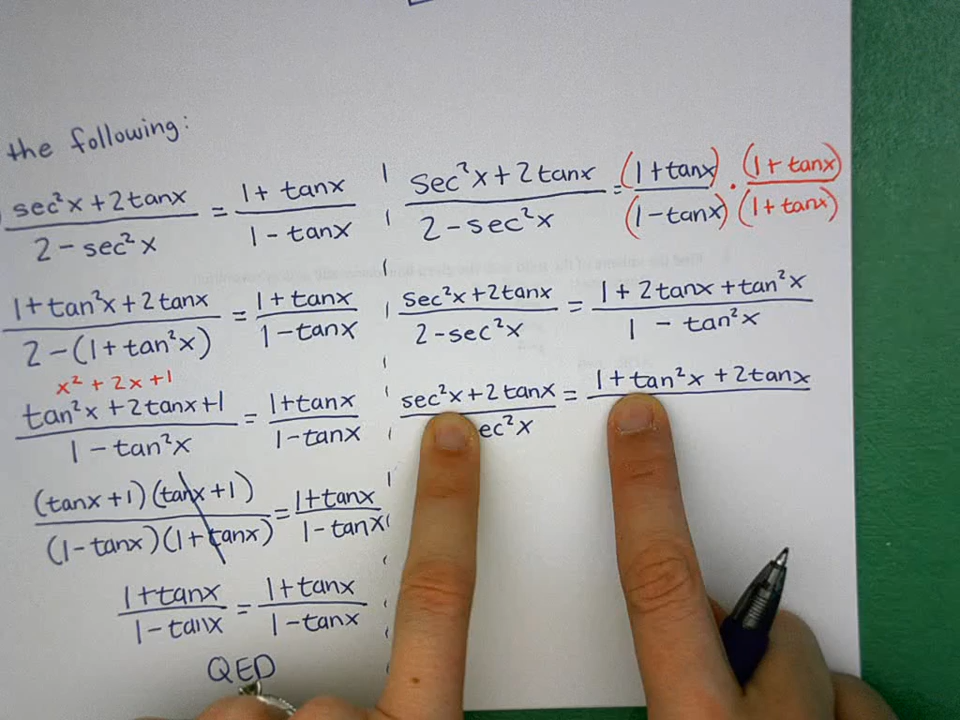 the following:
sec²x + 2tanx / 2 - sec²x = 1 + tanx / 1 - tanx
1 + tan²x + 2tanx / 2 - (1 + tan²x) = 1 + tanx / 1 - tanx
x² + 2x + 1
tan²x + 2tanx + 1 / 1 - tan²x = 1 + tanx / 1 - tanx
(tanx + 1)(tanx + 1) / (1 - tanx)(1 + tanx) = 1 + tanx / 1 - tanx
1 + tanx / 1 - tanx = 1 + tanx / 1 - tanx
QED
sec²x + 2tanx / 2 - sec²x = (1 + tanx) / (1 - tanx) · (1 + tanx) / (1 + tanx)
sec²x + 2tanx / 2 - sec²x = 1 + 2tanx + tan²x / 1 - tan²x
sec²x + 2tanx / ec²x = 1 + tan²x + 2tanx